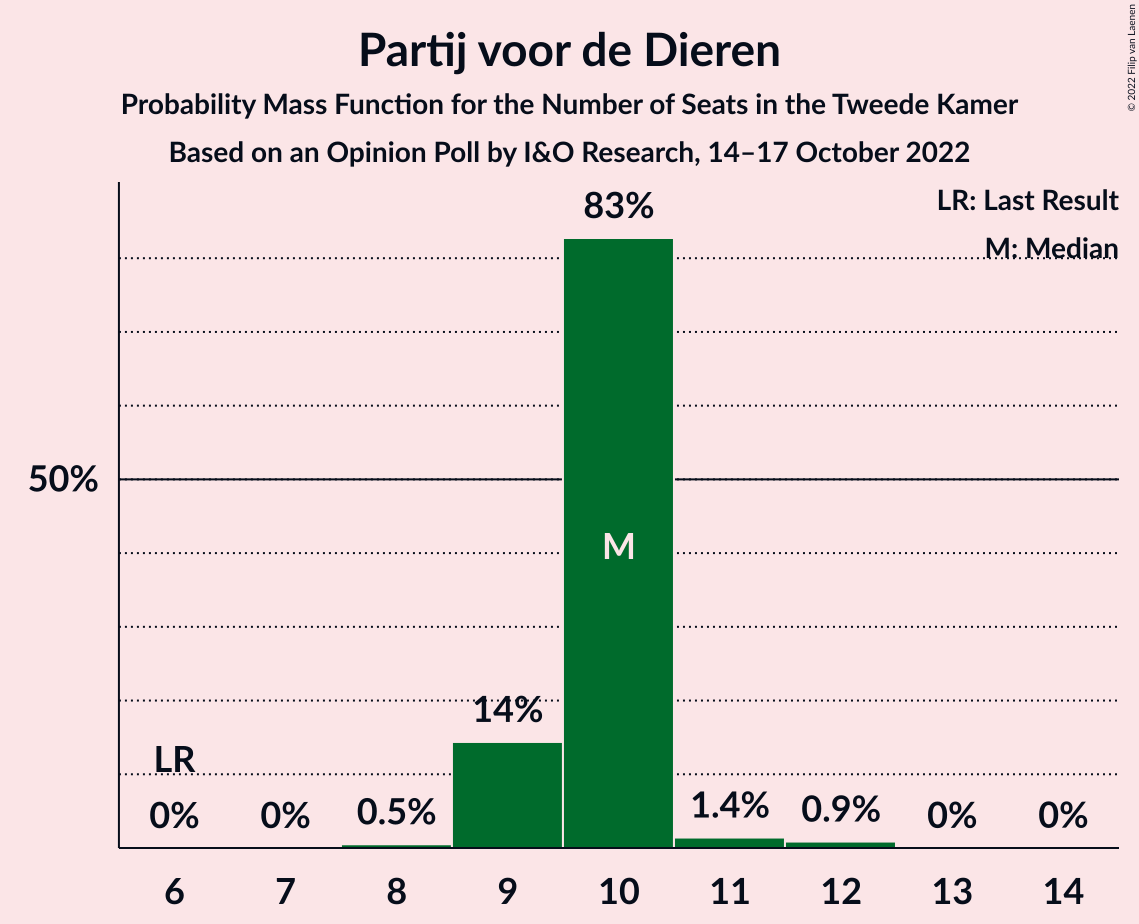 Partij voor de Dieren
Probability Mass Function for the Number of Seats in the Tweede Kamer
Based on an Opinion Poll by I&O Research, 14–17 October 2022
© 2022 Filip van Laenen
LR: Last Result
M: Median
83%
50%
M
14%
LR
0%
0%
0.5%
1.4%
0.9%
0%
0%
6 7 8 9 10 11 12 13 14